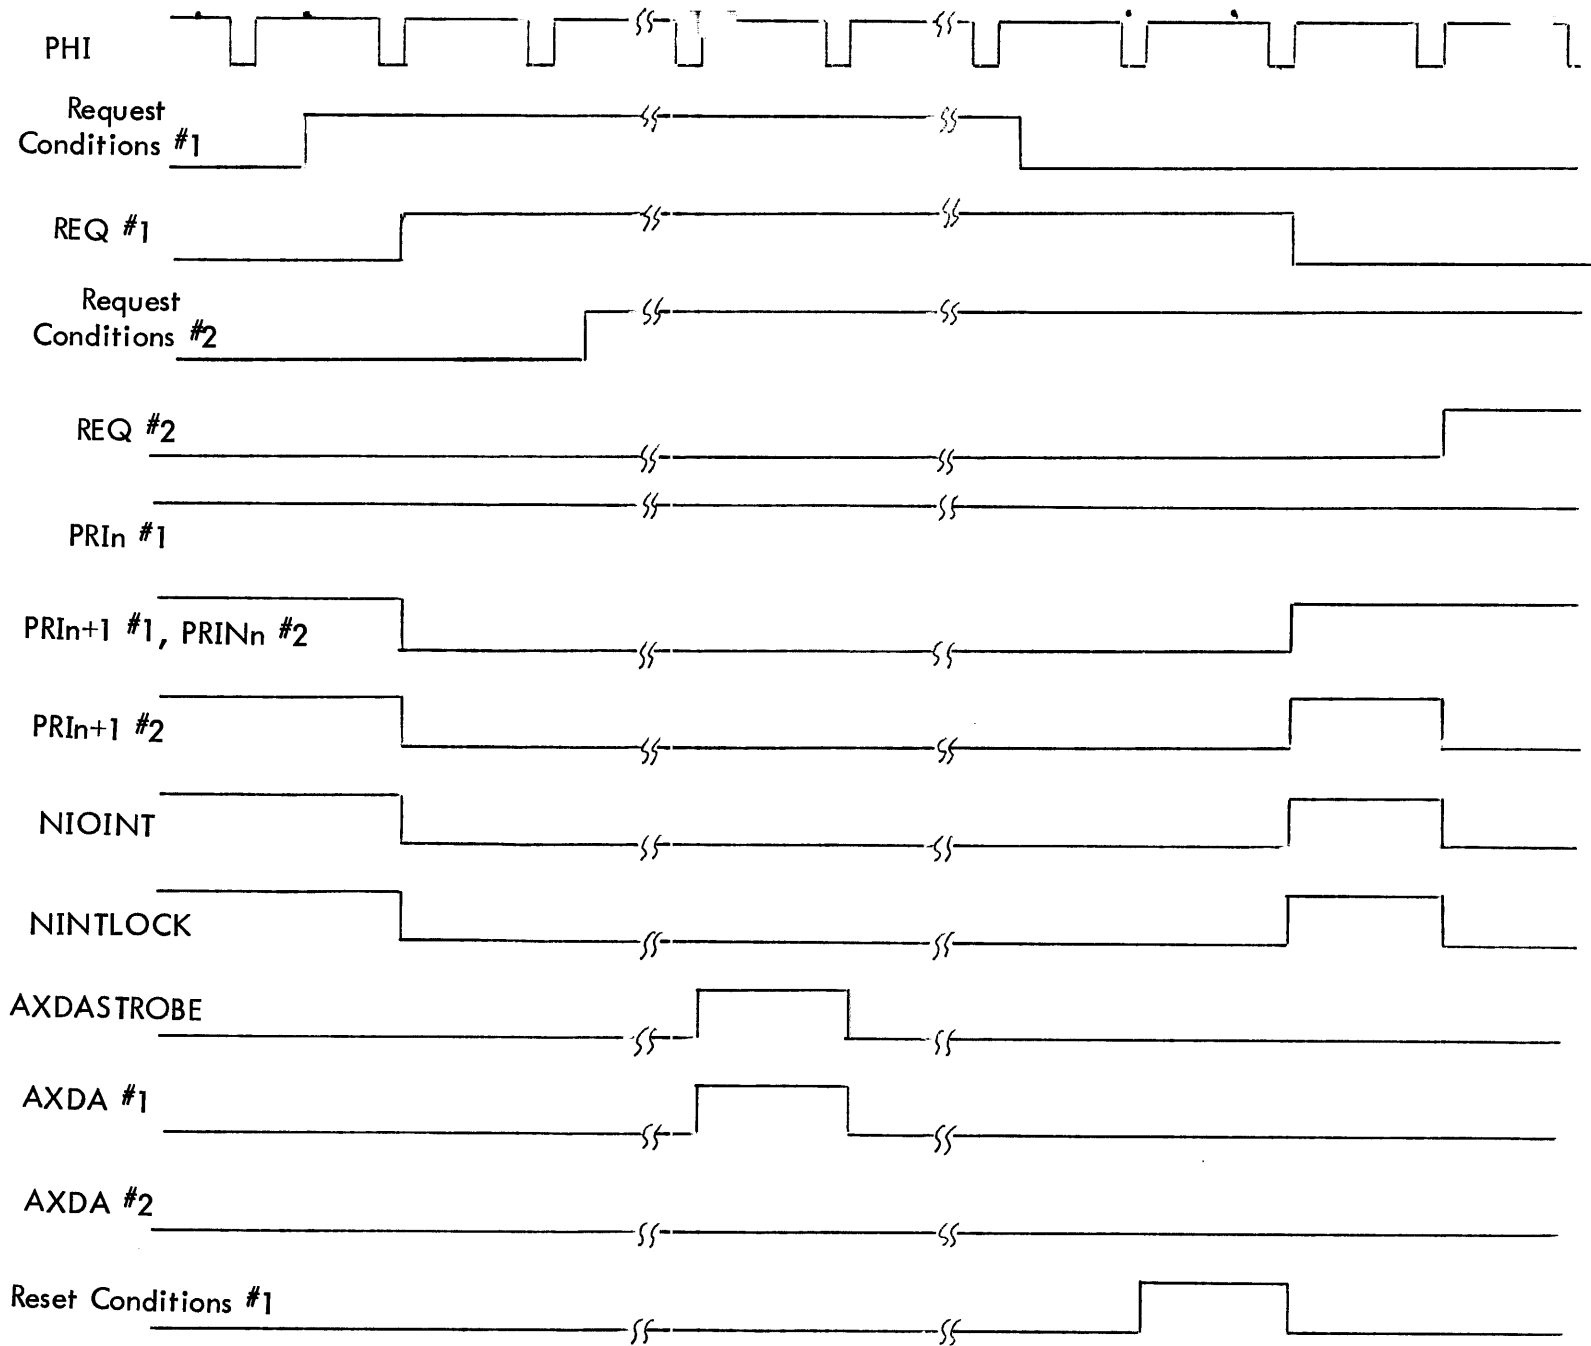 PHI
Request
Conditions #1
REQ #1
Request
Conditions #2
REQ #2
PRIn #1
PRIn+1 #1, PRINn #2
PRIn+1 #2
NIOINT
NINTLOCK
AXDASTROBE
AXDA #1
AXDA #2
Reset Conditions #1